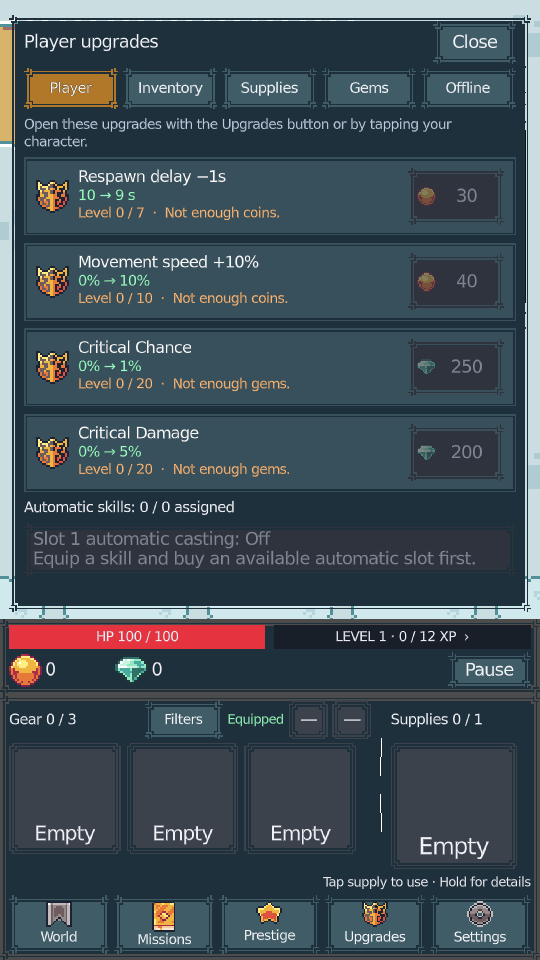 Player upgrades
Close
Player
Inventory
Supplies
Gems
Offline
Open these upgrades with the Upgrades button or by tapping your
character.
Respawn delay −1s
10 → 9 s
Level 0 / 7 · Not enough coins.
30
Movement speed +10%
0% → 10%
Level 0 / 10 · Not enough coins.
40
Critical Chance
0% → 1%
Level 0 / 20 · Not enough gems.
250
Critical Damage
0% → 5%
Level 0 / 20 · Not enough gems.
200
Automatic skills: 0 / 0 assigned
Slot 1 automatic casting: Off
Equip a skill and buy an available automatic slot first.
HP 100 / 100
LEVEL 1 · 0 / 12 XP ›
0
0
Pause
Gear 0 / 3
Filters
Equipped
—
—
Supplies 0 / 1
Empty
Empty
Empty
Empty
Tap supply to use · Hold for details
World
Missions
Prestige
Upgrades
Settings